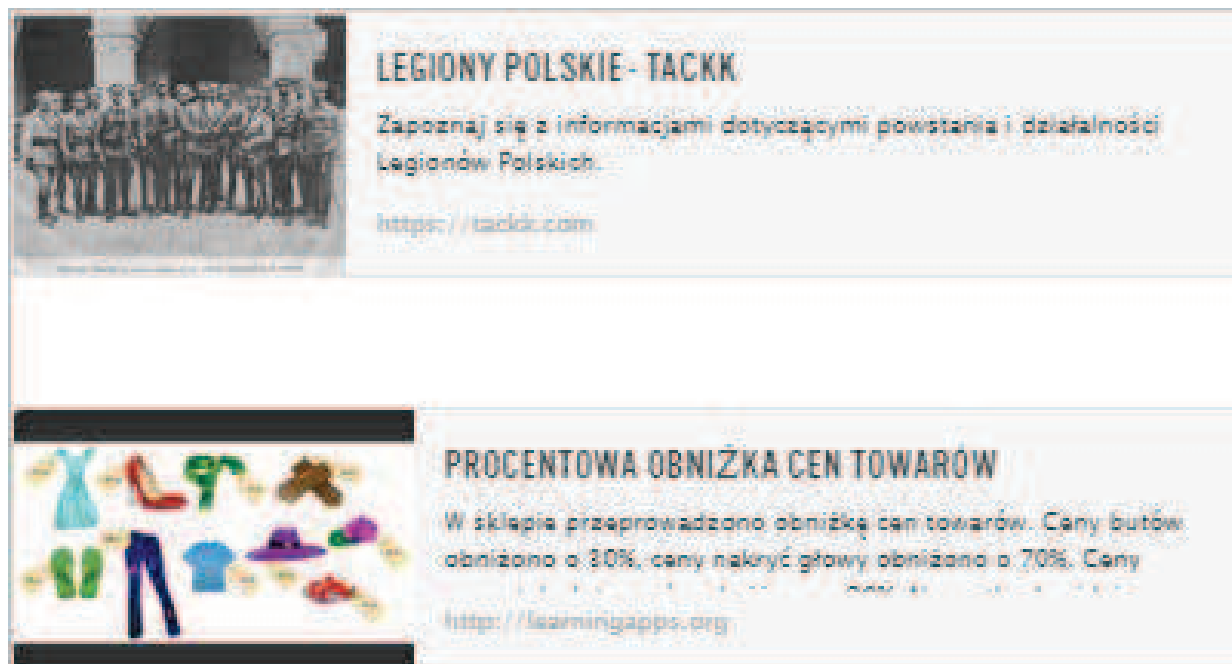 LEGIONY POLSKIE - TACKK
Zapoznaj się z informacjami dotyczącymi powstania i działalności
Legionów Polskich.
https://tackk.com
PROCENTOWA OBNIŻKA CEN TOWARÓW
W sklepie przeprowadzono obniżkę cen towarów. Ceny butów
obniżono o 30%, ceny nakryć głowy obniżono o 70%. Ceny
http://learningapps.org